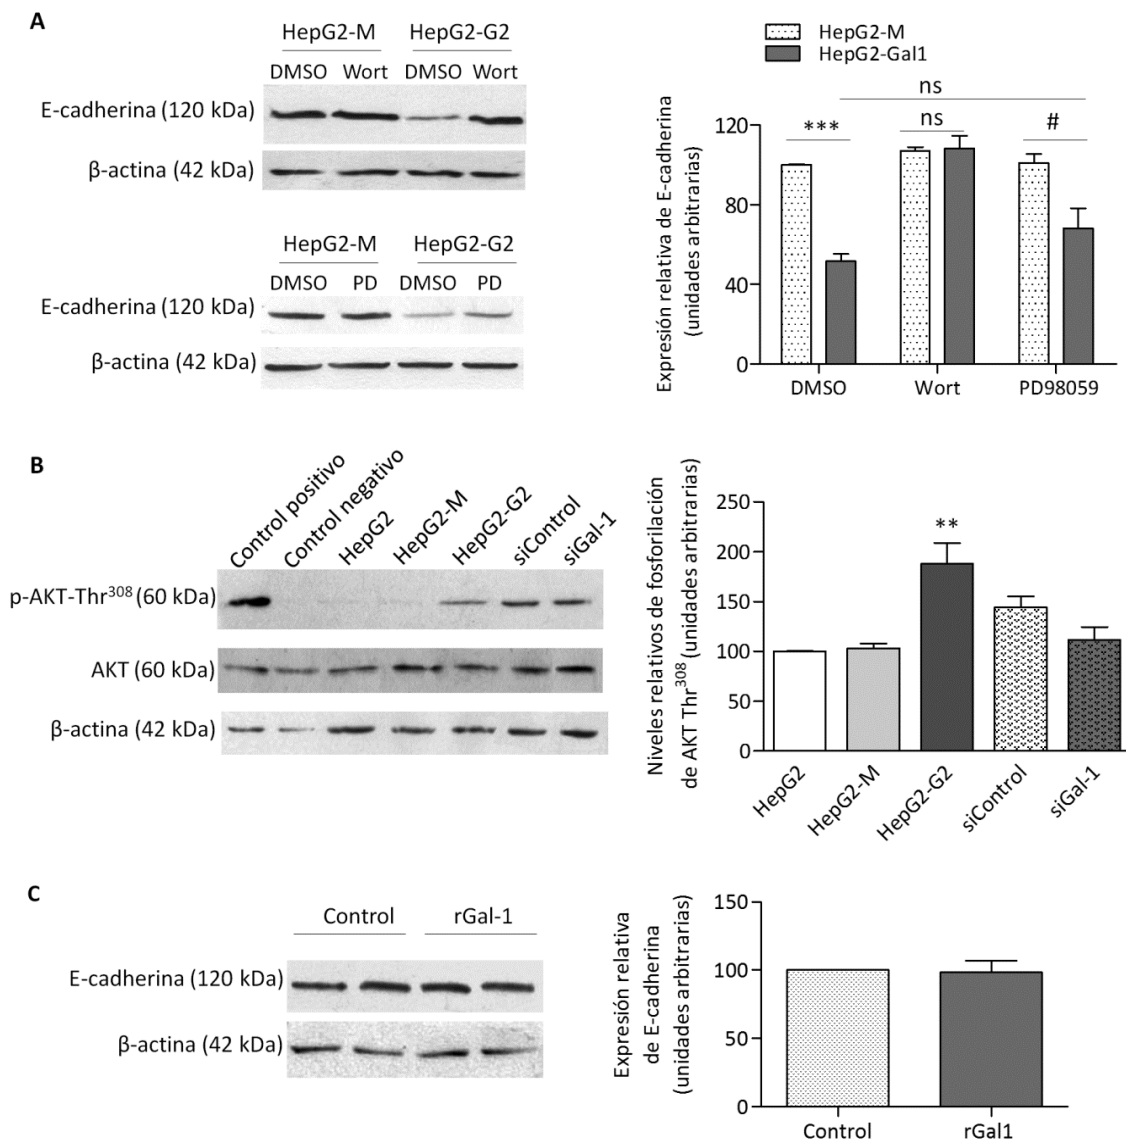 A
HepG2-M HepG2-G2
DMSO Wort DMSO Wort
E-cadherina (120 kDa)
β-actina (42 kDa)
HepG2-M HepG2-G2
DMSO PD DMSO PD
E-cadherina (120 kDa)
β-actina (42 kDa)
HepG2-M
HepG2-Gal1
Expresión relativa de E-cadherina
(unidades arbitrarias)
120
80
40
0
ns
*** ns #
DMSO Wort PD98059
B
Control positivo Control negativo HepG2 HepG2-M HepG2-G2 siControl siGal-1
p-AKT-Thr³⁰⁸ (60 kDa)
AKT (60 kDa)
β-actina (42 kDa)
Niveles relativos de fosforilación
de AKT Thr³⁰⁸ (unidades arbitrarias)
250
200
150
100
50
0
**
HepG2 HepG2-M HepG2-G2 siControl siGal-1
C
Control rGal-1
E-cadherina (120 kDa)
β-actina (42 kDa)
Expresión relativa
de E-cadherina
(unidades arbitrarias)
150
100
50
0
Control rGal1